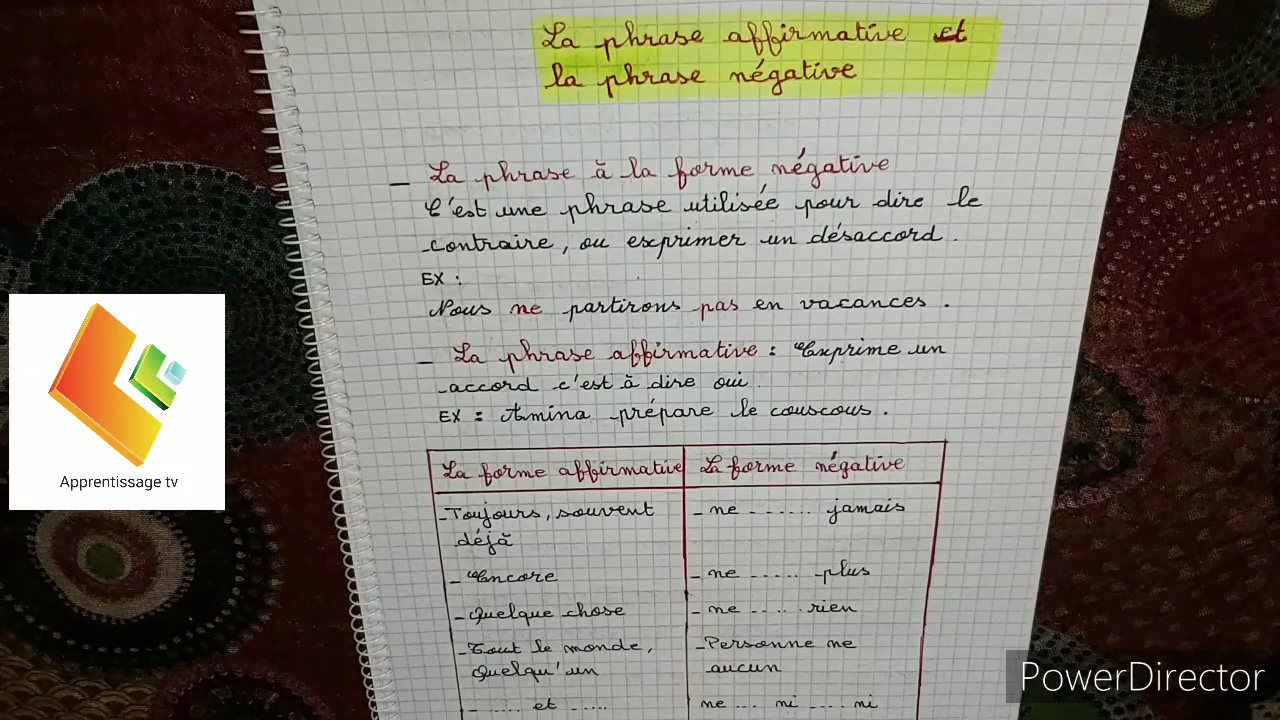 La phrase affirmative et
la phrase négative
- La phrase à la forme négative
C'est une phrase utilisée pour dire le
contraire, ou exprimer un désaccord.
EX :
Nous ne partirons pas en vacances.
- La phrase affirmative : Exprime un
accord c'est à dire oui.
EX : Amina prépare le couscous.
La forme affirmative La forme négative
- Toujours, souvent - ne ....... jamais
déjà
- Encore - ne ...... plus
- Quelque chose - ne ..... rien
- Tout le monde, - Personne ne
Quelqu'un aucun
- ..... et ..... ne ... ni .... ni
Apprentissage tv
PowerDirector